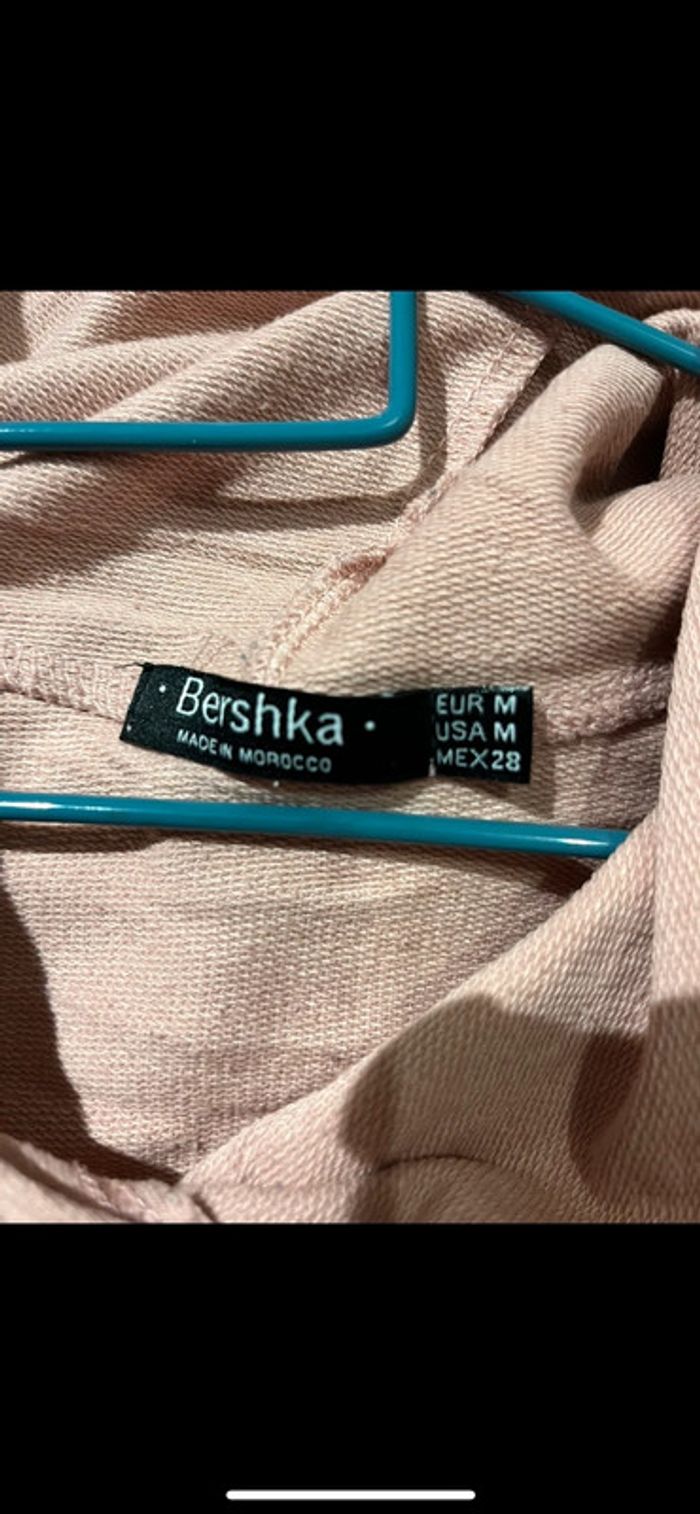 · Bershka ·
MADE IN MOROCCO
EUR M
USA M
MEX 28